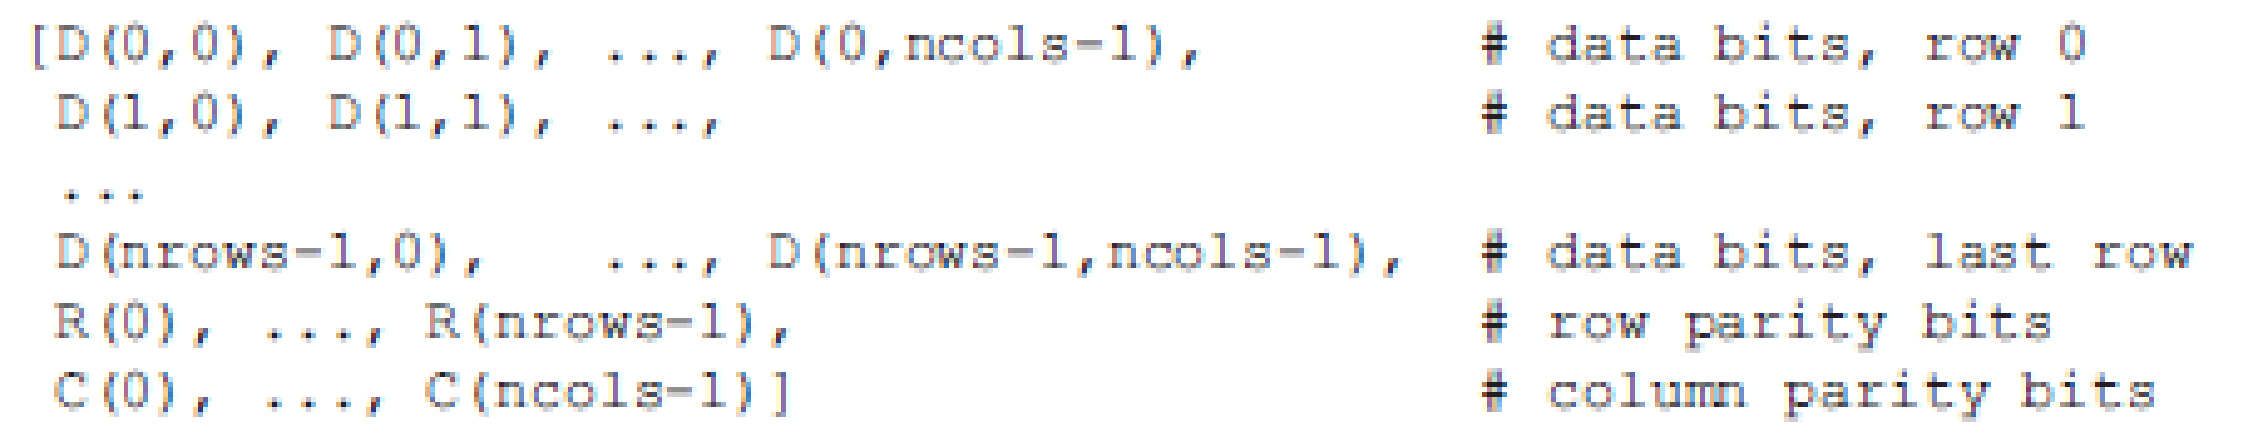 [D(0,0), D(0,1), ..., D(0,ncols-1), # data bits, row 0
D(1,0), D(1,1), ..., # data bits, row 1
...
D(nrows-1,0), ..., D(nrows-1,ncols-1), # data bits, last row
R(0), ..., R(nrows-1), # row parity bits
C(0), ..., C(ncols-1)] # column parity bits